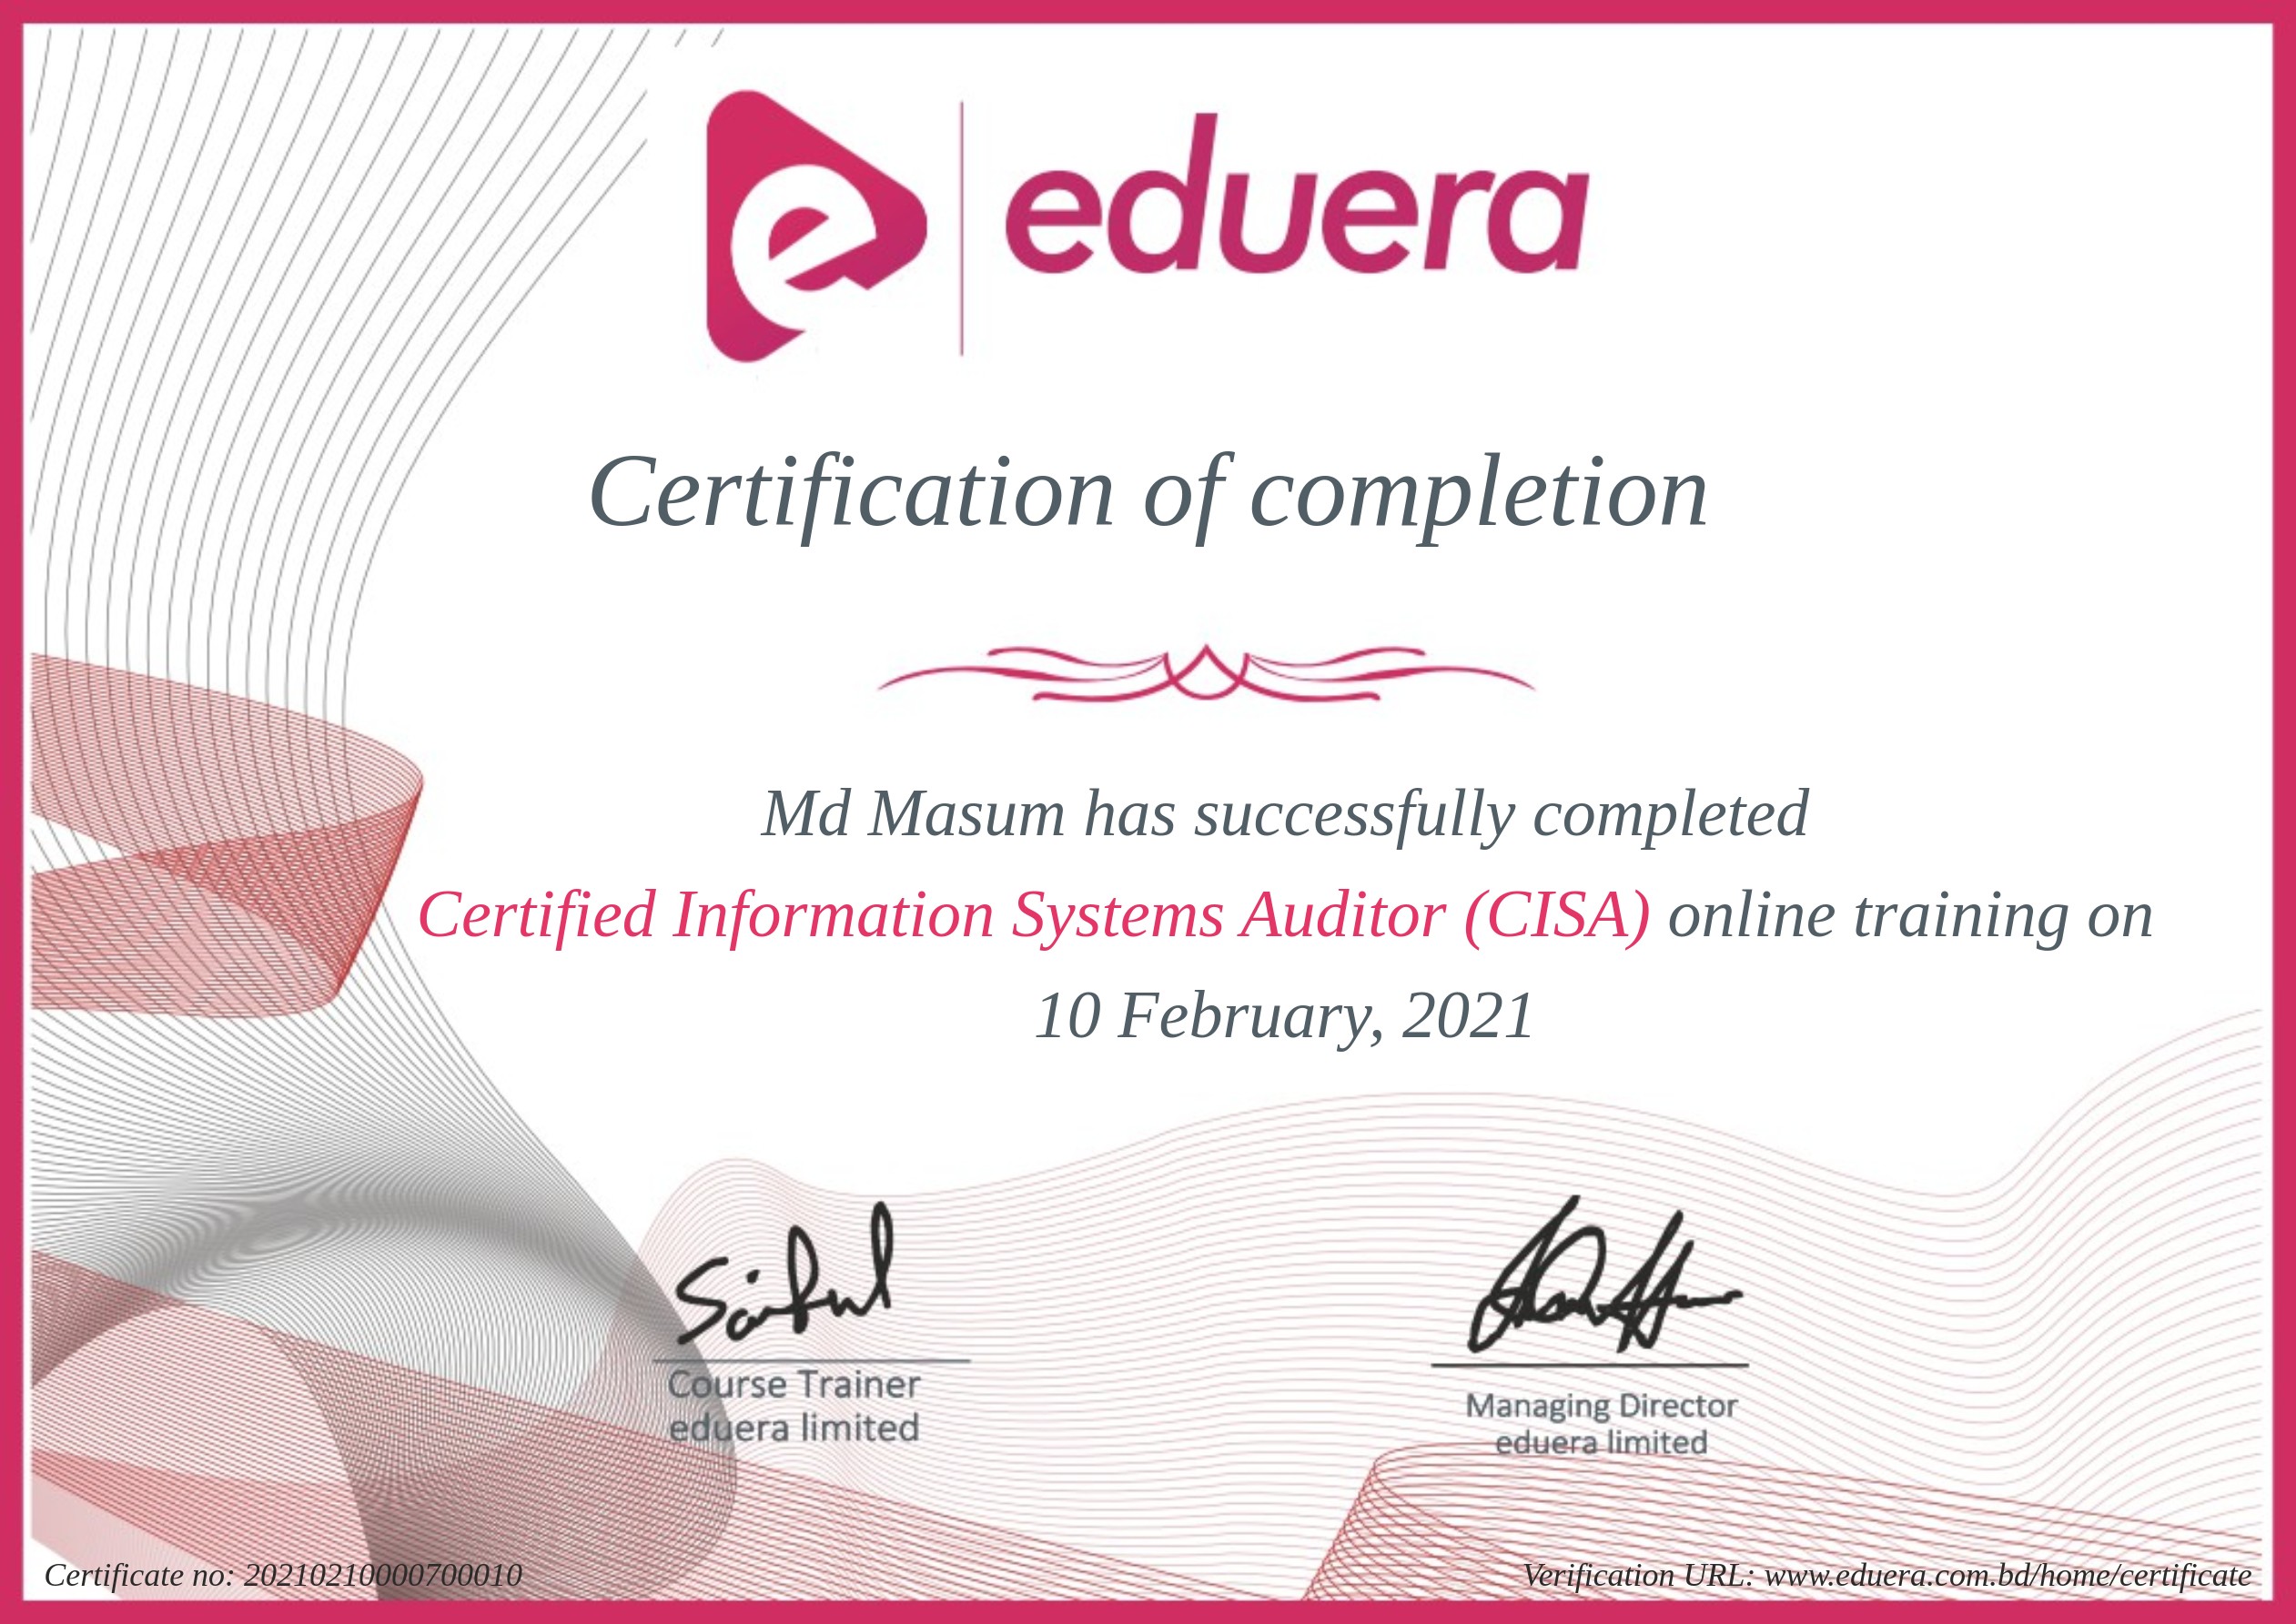 eduera
Certification of completion
Md Masum has successfully completed
Certified Information Systems Auditor (CISA) online training on
10 February, 2021
Course Trainer
eduera limited
Managing Director
eduera limited
Certificate no: 20210210000700010
Verification URL: www.eduera.com.bd/home/certificate